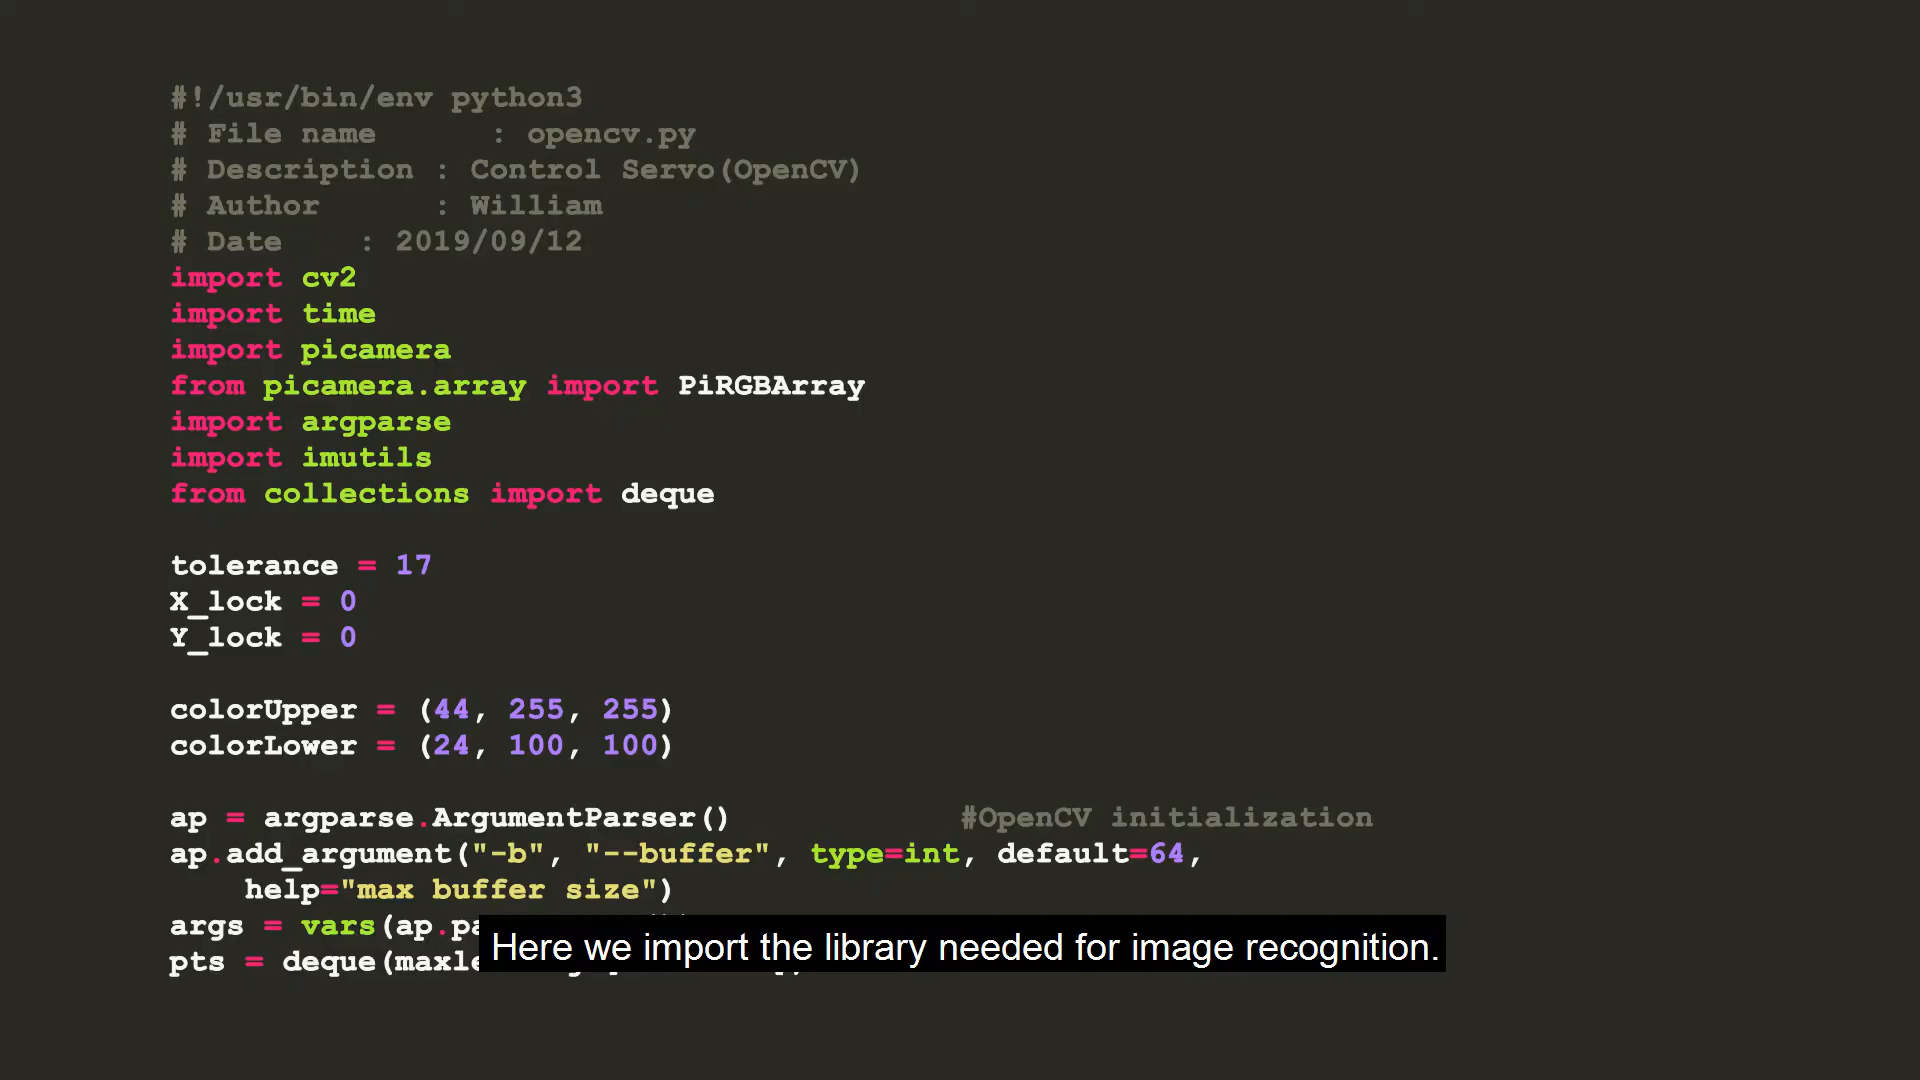 #!/usr/bin/env python3
# File name      : opencv.py
# Description : Control Servo(OpenCV)
# Author      : William
# Date    : 2019/09/12
import cv2
import time
import picamera
from picamera.array import PiRGBArray
import argparse
import imutils
from collections import deque

tolerance = 17
X_lock = 0
Y_lock = 0

colorUpper = (44, 255, 255)
colorLower = (24, 100, 100)

ap = argparse.ArgumentParser()            #OpenCV initialization
ap.add_argument("-b", "--buffer", type=int, default=64,
    help="max buffer size")
args = vars(ap.
pts = deque(
Here we import the library needed for image recognition.